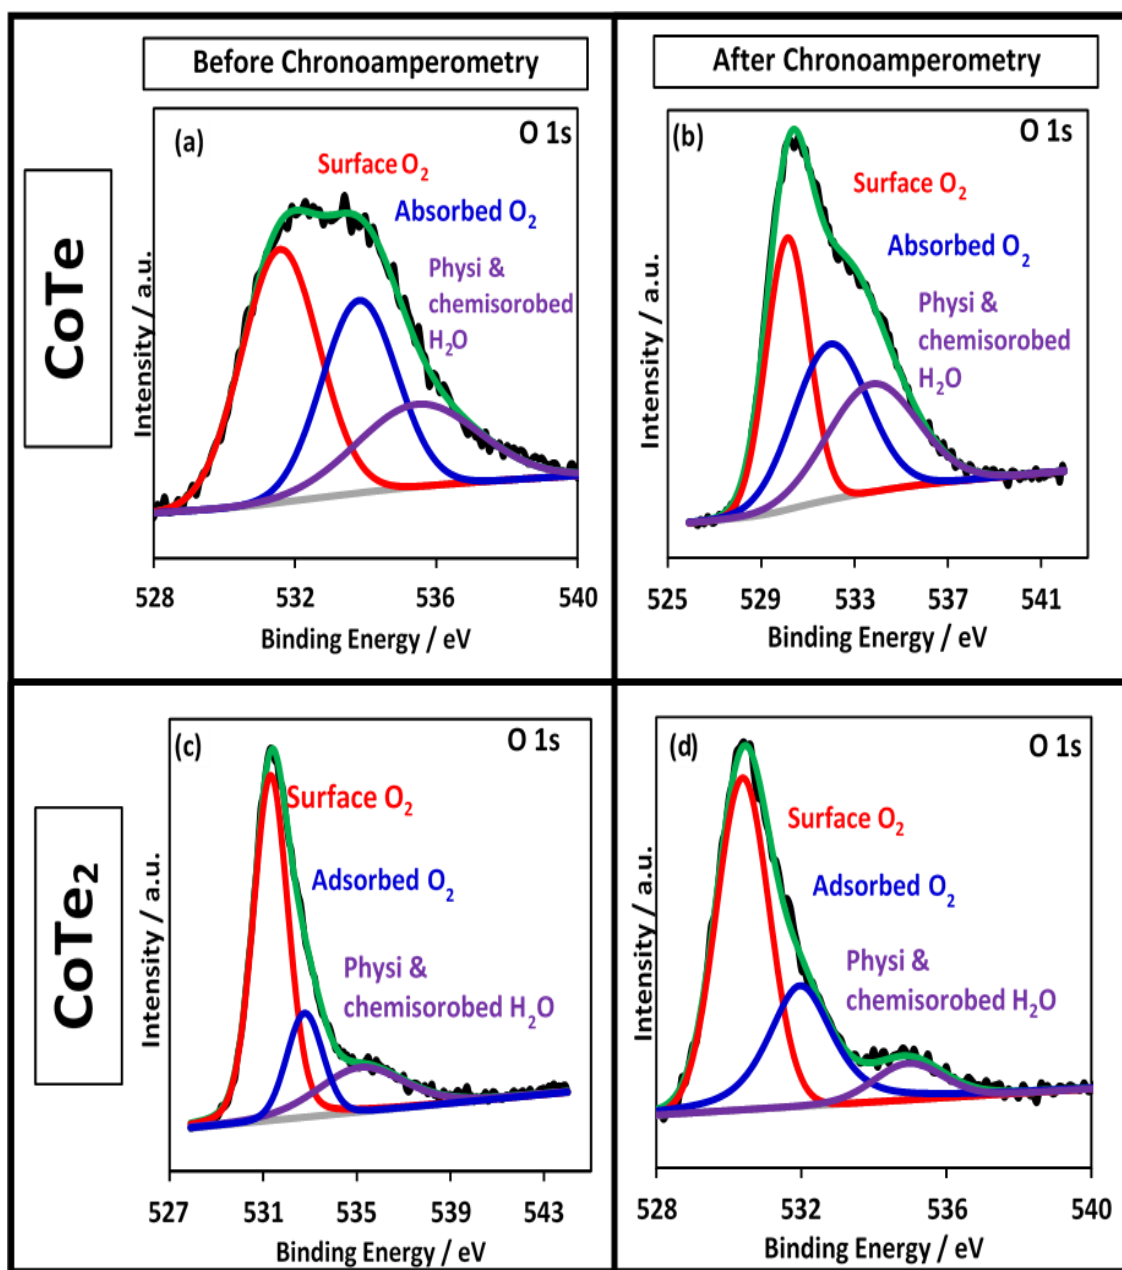 Before Chronoamperometry
After Chronoamperometry
CoTe
(a)
O 1s
Surface O₂
Absorbed O₂
Physi &
chemisorobed
H₂O
Intensity / a.u.
528 532 536 540
Binding Energy / eV
(b)
O 1s
Surface O₂
Absorbed O₂
Physi &
chemisorobed
H₂O
Intensity / a.u.
525 529 533 537 541
Binding Energy / eV
CoTe₂
(c)
O 1s
Surface O₂
Adsorbed O₂
Physi &
chemisorobed H₂O
Intensity / a.u.
527 531 535 539 543
Binding Energy / eV
(d)
O 1s
Surface O₂
Adsorbed O₂
Physi &
chemisorobed H₂O
Intensity / a.u.
528 532 536 540
Binding Energy / eV